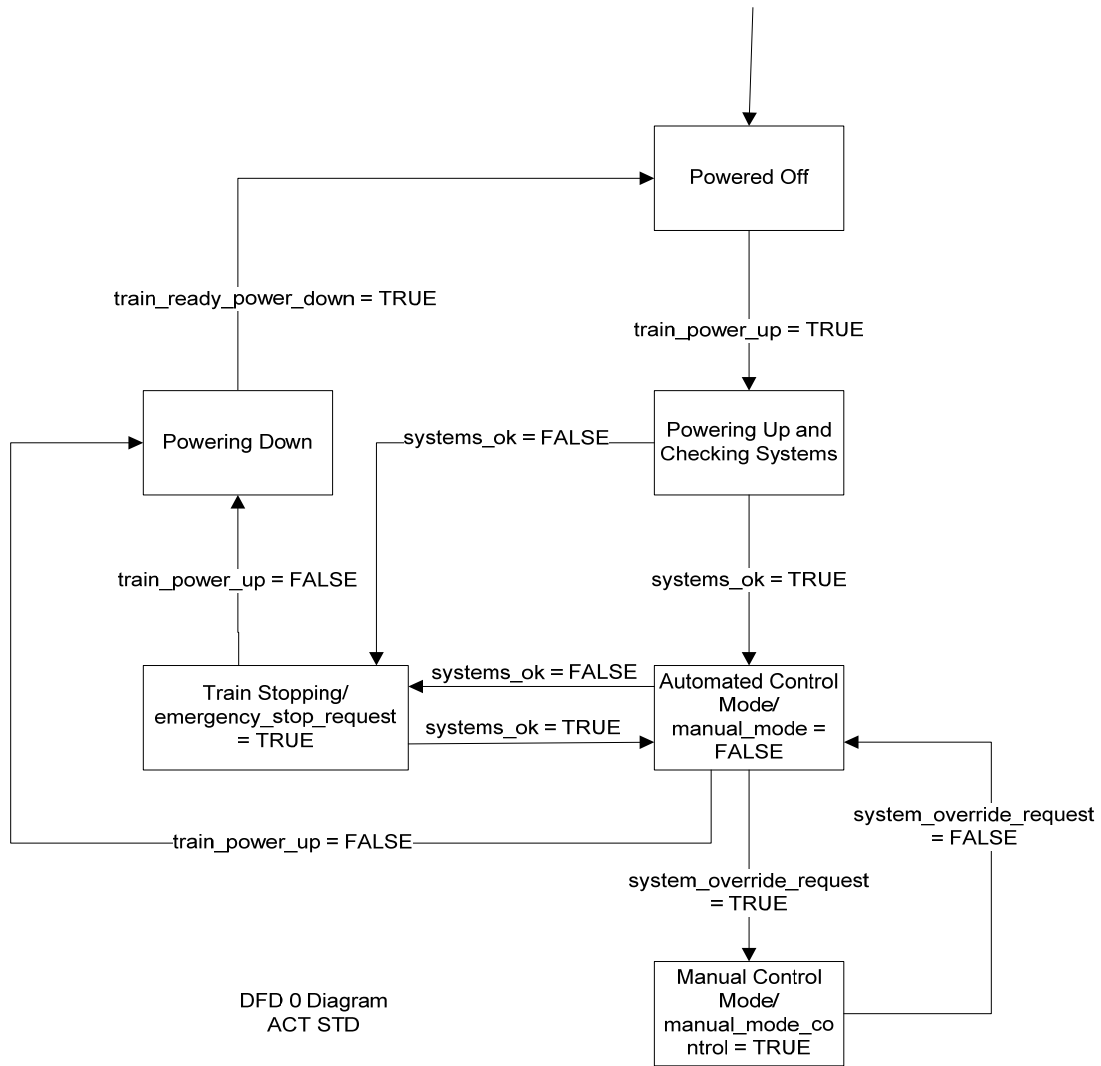 Powered Off
train_ready_power_down = TRUE
train_power_up = TRUE
Powering Down
systems_ok = FALSE
Powering Up and
Checking Systems
train_power_up = FALSE
systems_ok = TRUE
Train Stopping/
emergency_stop_request
= TRUE
systems_ok = FALSE
systems_ok = TRUE
Automated Control
Mode/
manual_mode =
FALSE
train_power_up = FALSE
system_override_request
= FALSE
system_override_request
= TRUE
Manual Control
Mode/
manual_mode_co
ntrol = TRUE
DFD 0 Diagram
ACT STD